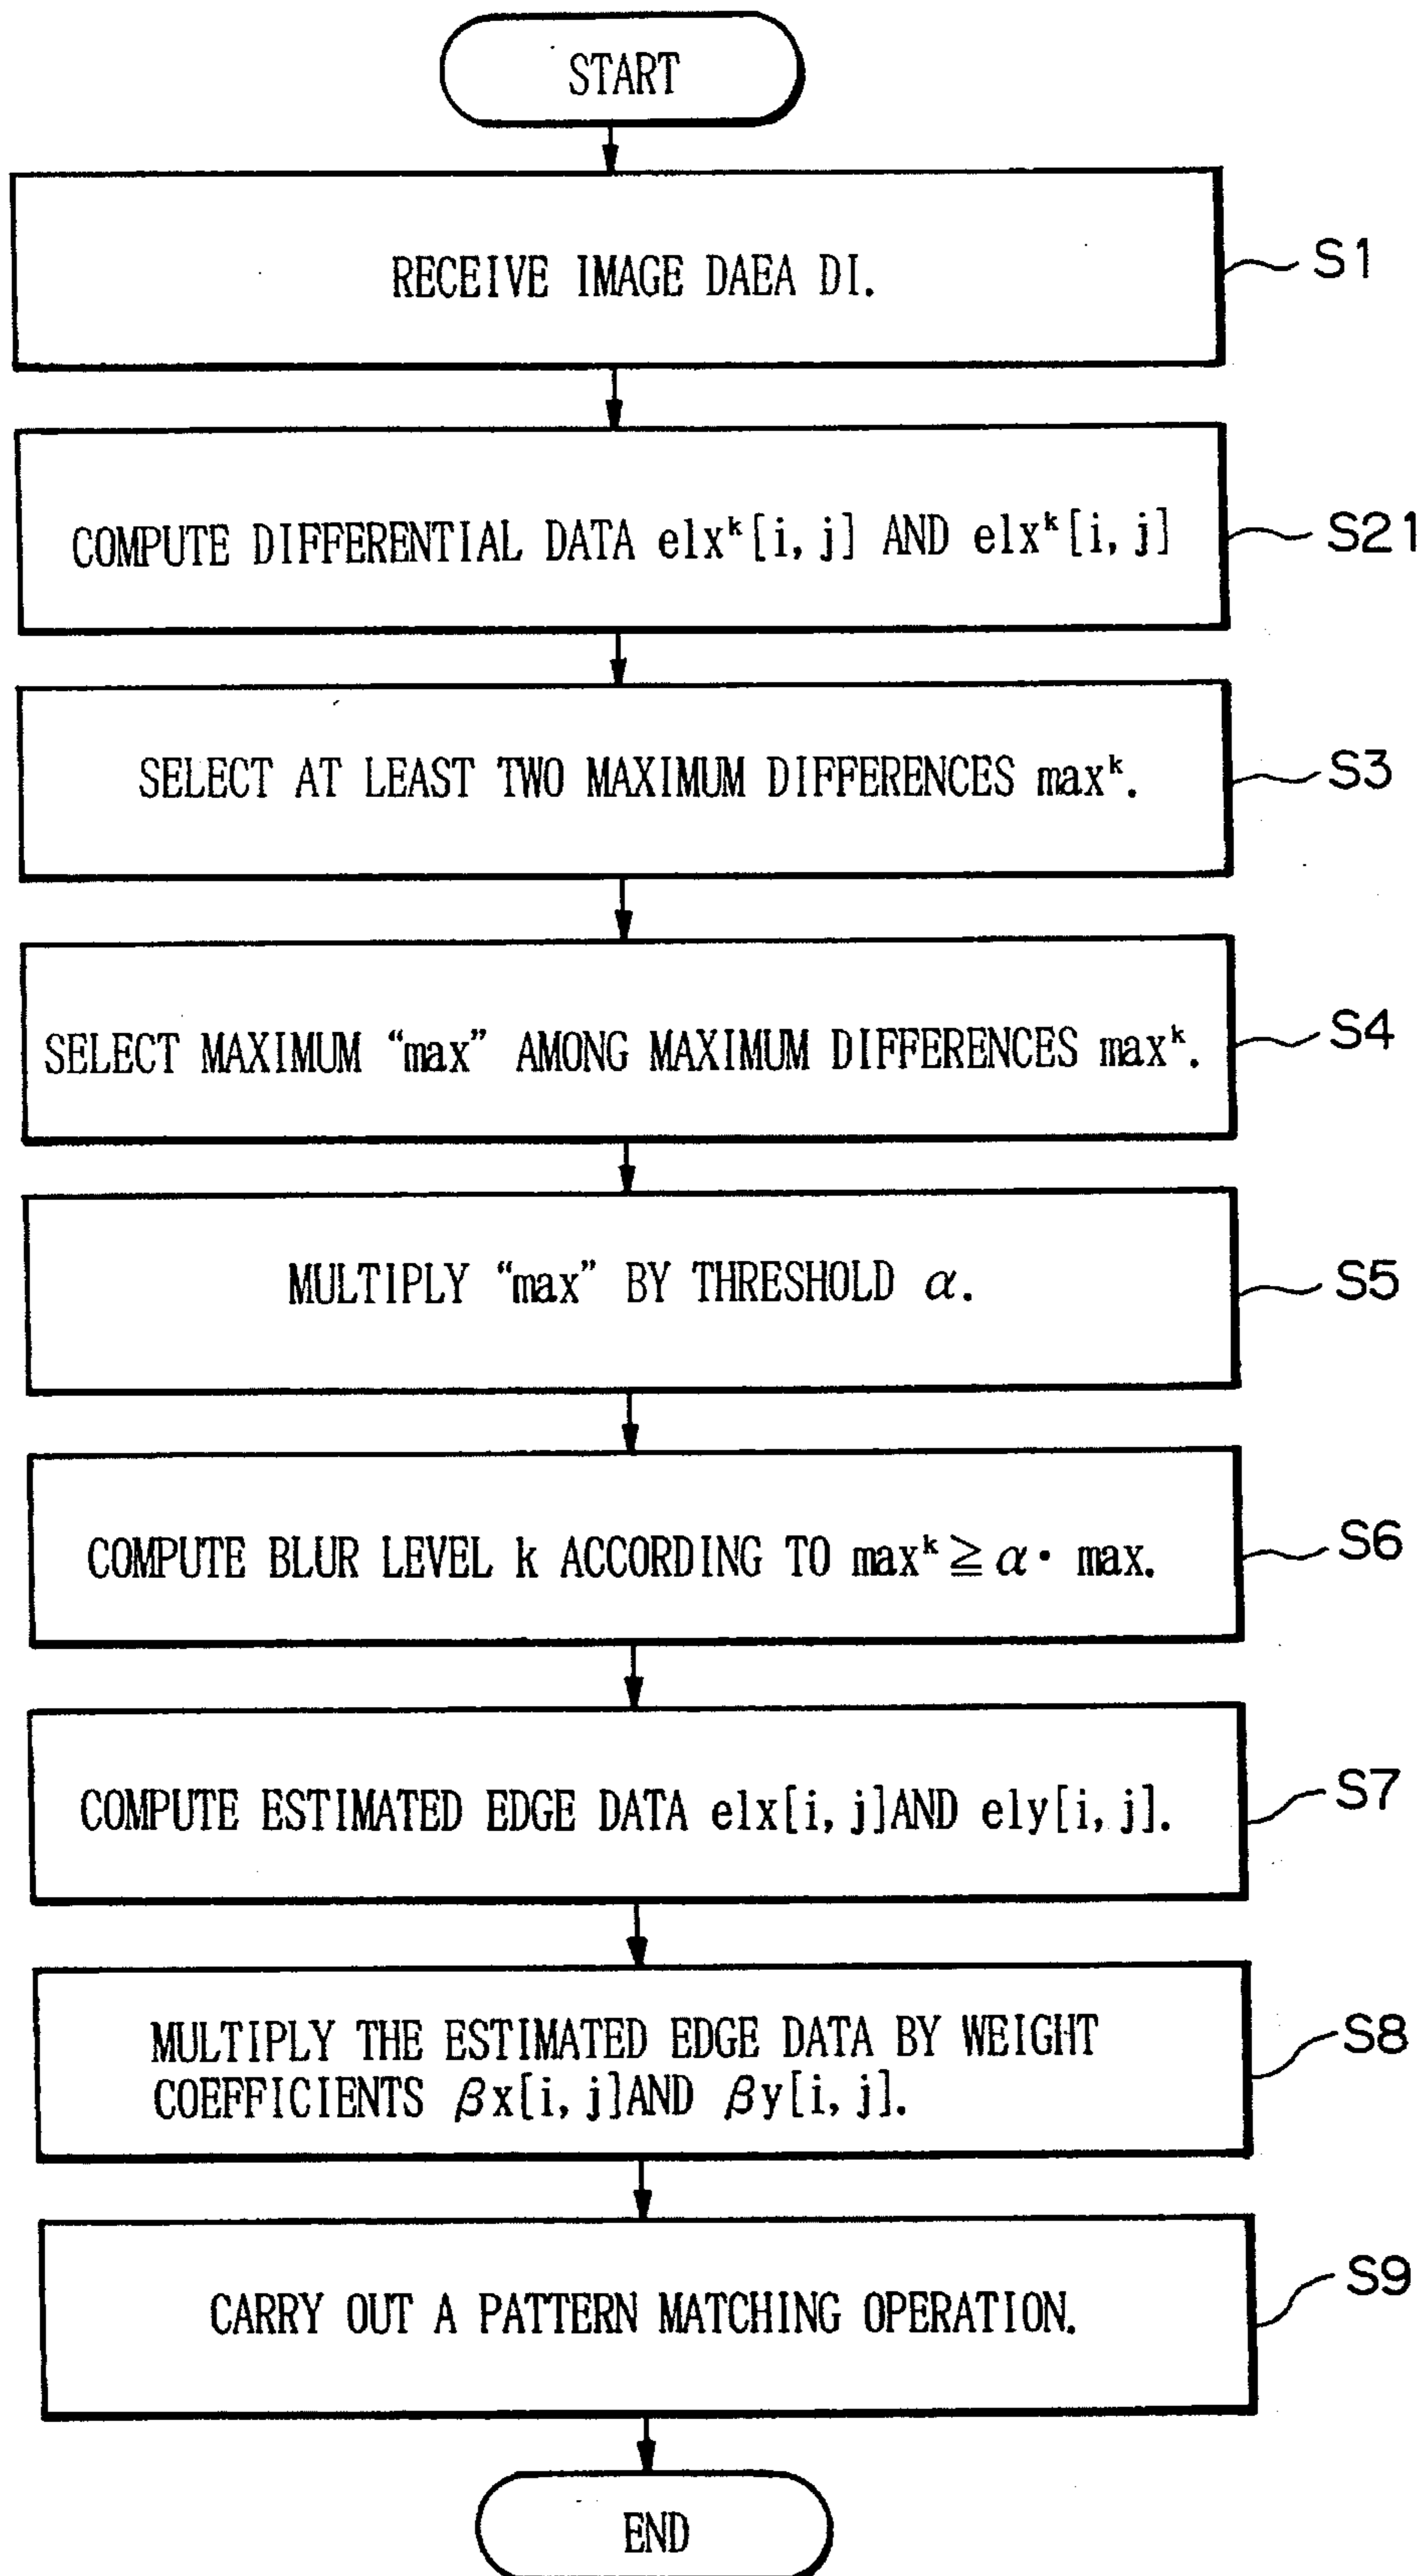 START
RECEIVE IMAGE DAEA DI.
S1
COMPUTE DIFFERENTIAL DATA elxᵏ[i, j] AND elxᵏ[i, j]
S21
SELECT AT LEAST TWO MAXIMUM DIFFERENCES maxᵏ.
S3
SELECT MAXIMUM “max” AMONG MAXIMUM DIFFERENCES maxᵏ.
S4
MULTIPLY “max” BY THRESHOLD α.
S5
COMPUTE BLUR LEVEL k ACCORDING TO maxᵏ ≧ α· max.
S6
COMPUTE ESTIMATED EDGE DATA elx[i, j]AND ely[i, j].
S7
MULTIPLY THE ESTIMATED EDGE DATA BY WEIGHT
COEFFICIENTS βx[i, j]AND βy[i, j].
S8
CARRY OUT A PATTERN MATCHING OPERATION.
S9
END